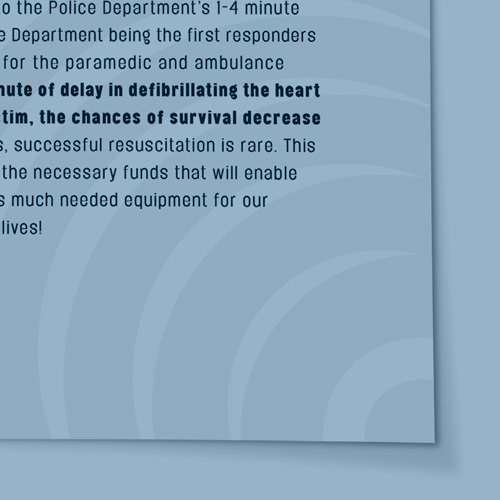 o the Police Department's 1-4 minute
e Department being the first responders
for the paramedic and ambulance
nute of delay in defibrillating the heart
tim, the chances of survival decrease
s, successful resuscitation is rare. This
the necessary funds that will enable
s much needed equipment for our
lives!